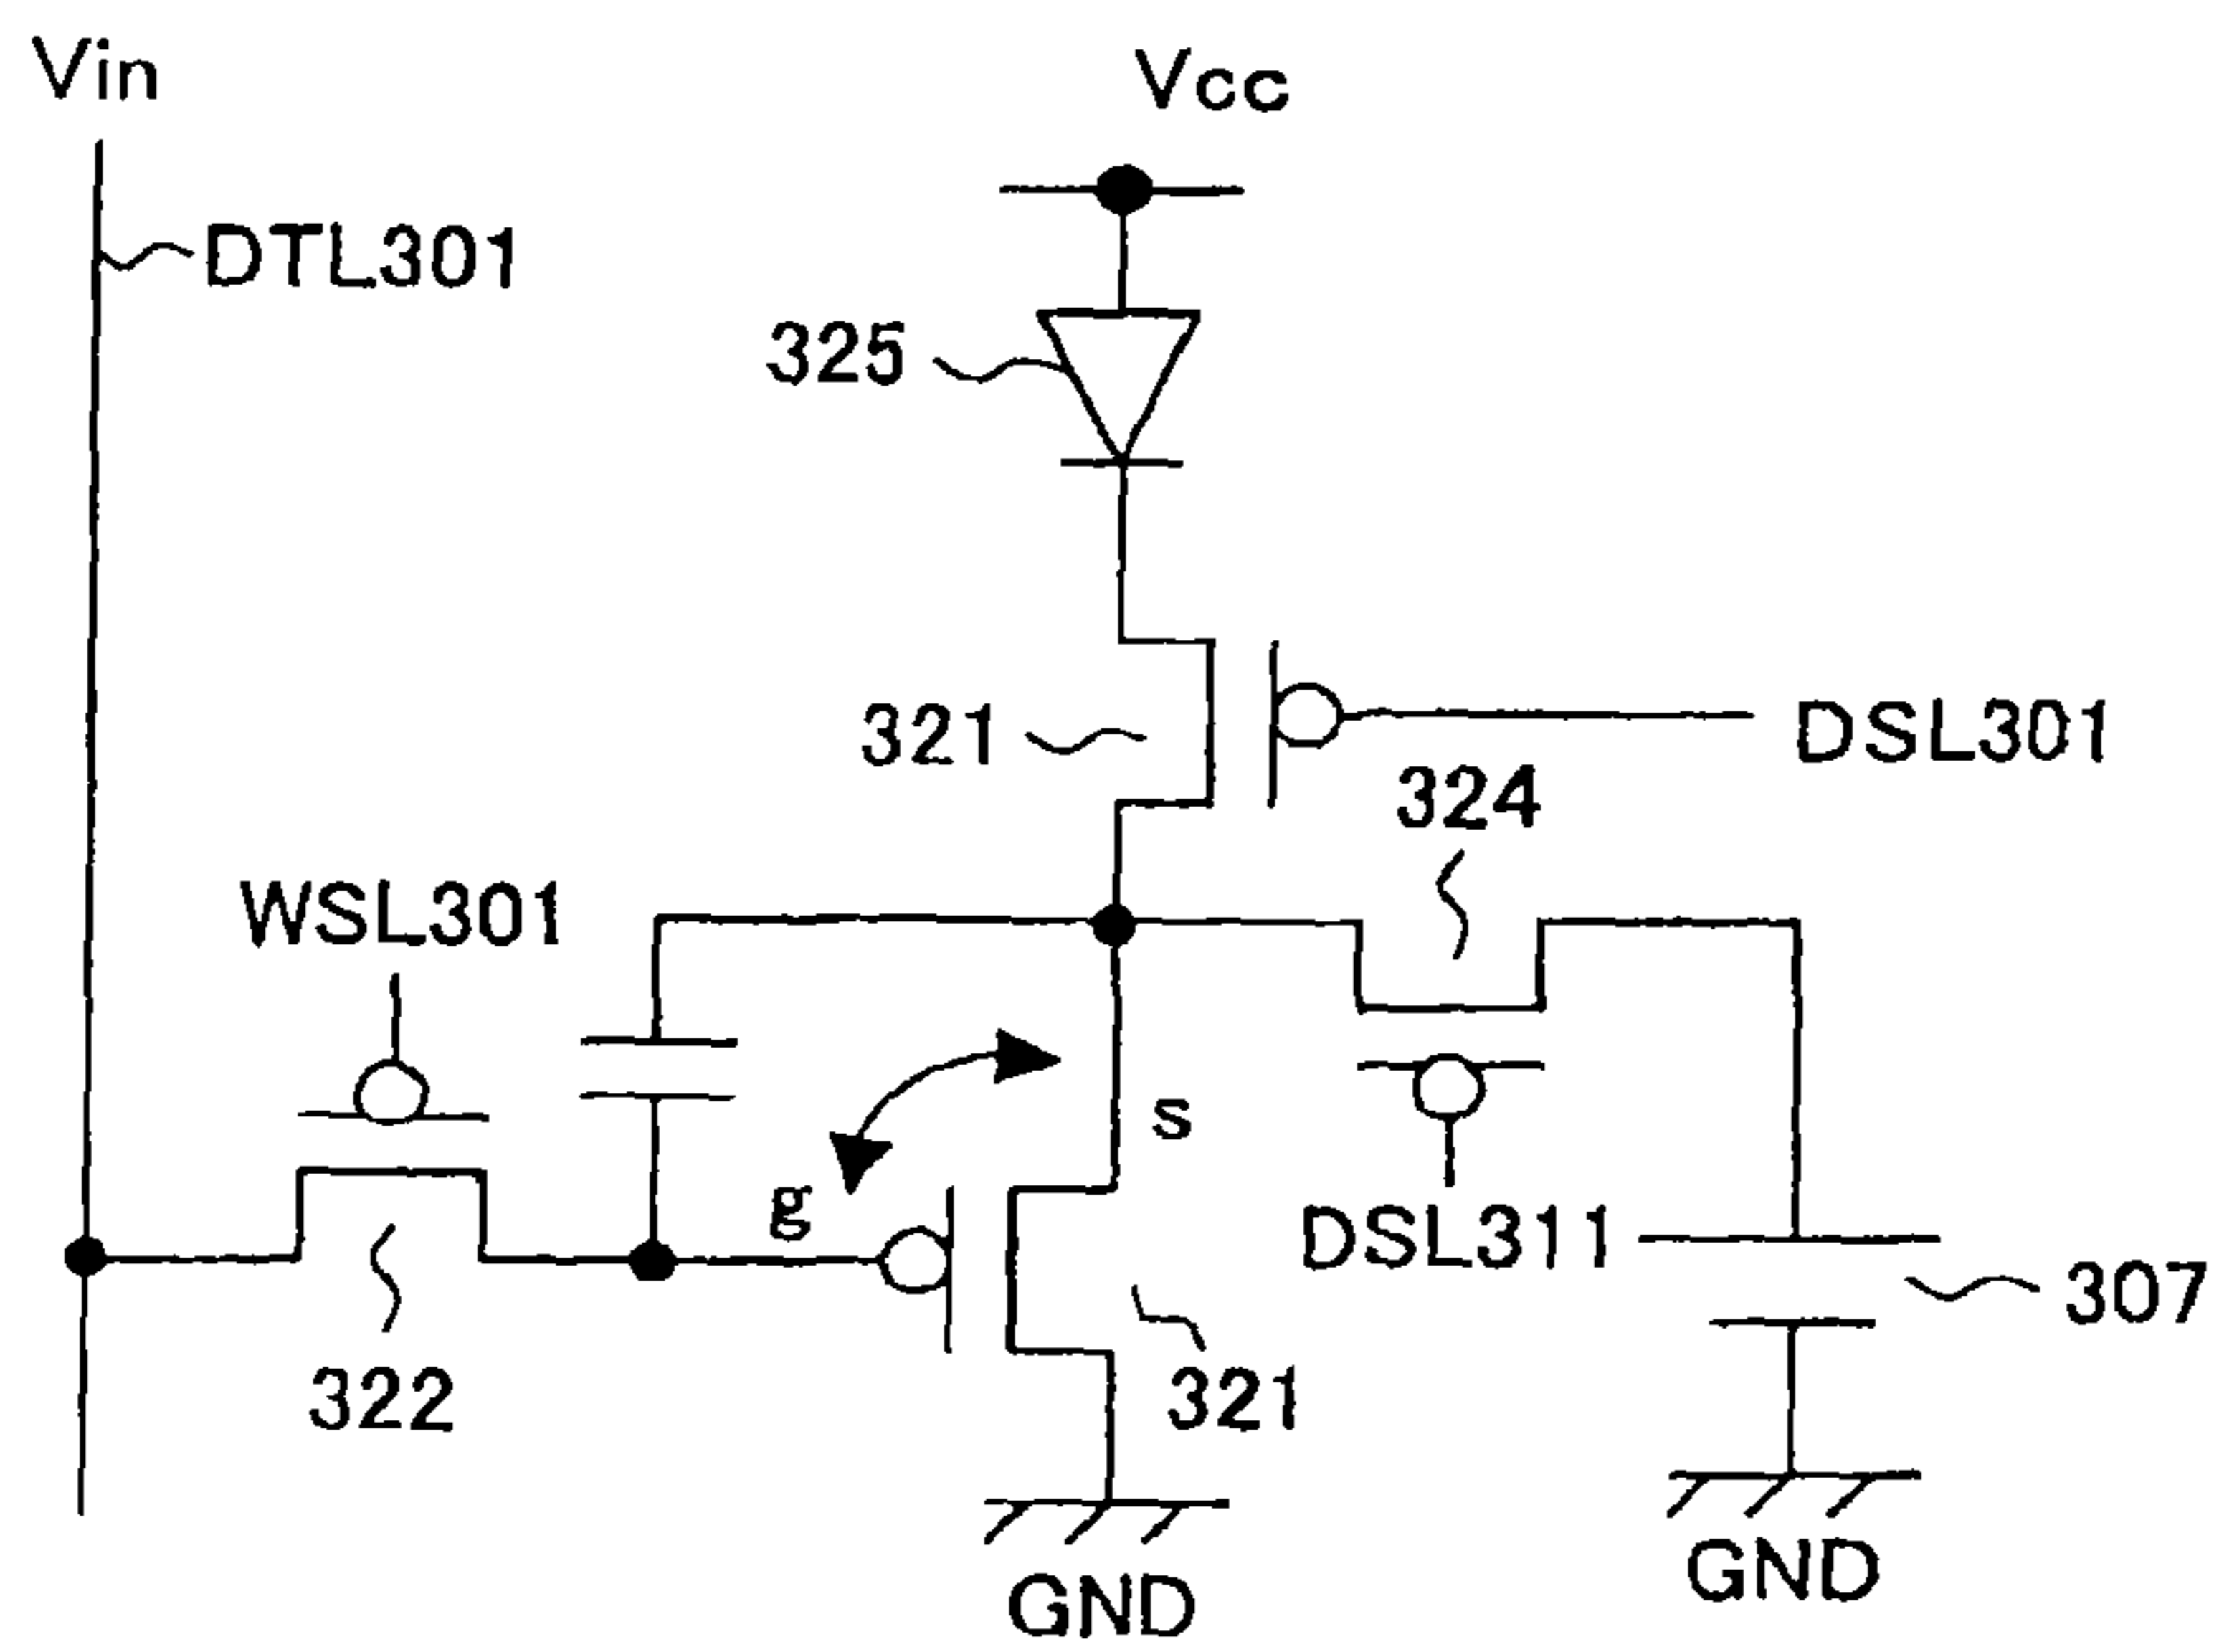 Vin
Vcc
DTL301
325
321
DSL301
324
WSL301
s
g
DSL311
307
322
321
GND
GND